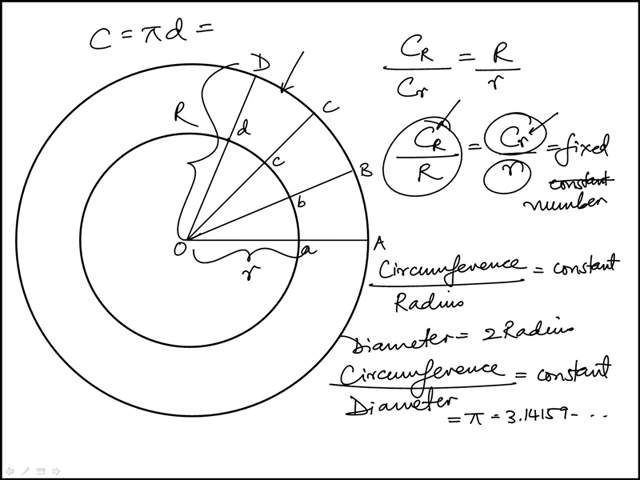 C = πd =
D
R
d
C
c
B
b
O
a
A
r
C_R / C_r = R / r
C_R / R = C_r / r = fixed
constant
number
Circumference / Radius = constant
Diameter = 2 Radius
Circumference / Diameter = constant
= π = 3.14159- ...